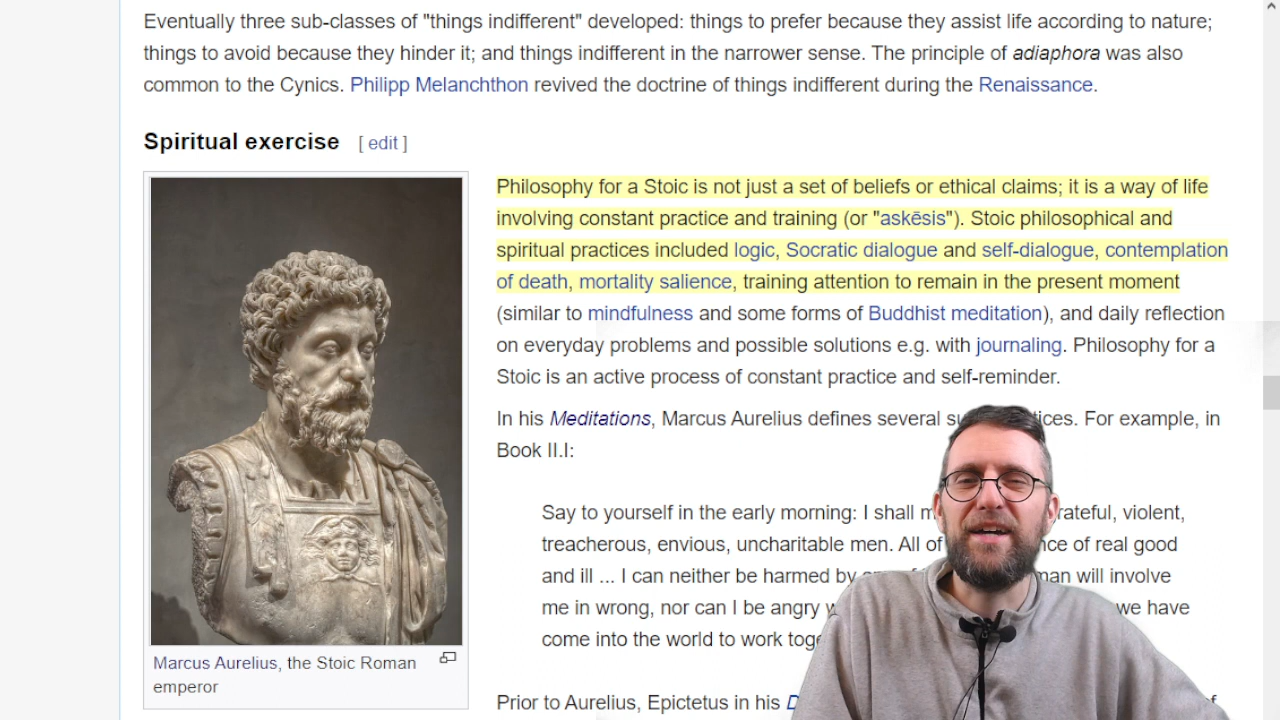 Eventually three sub-classes of "things indifferent" developed: things to prefer because they assist life according to nature;
things to avoid because they hinder it; and things indifferent in the narrower sense. The principle of adiaphora was also
common to the Cynics. Philipp Melanchthon revived the doctrine of things indifferent during the Renaissance.
Spiritual exercise [ edit ]
Philosophy for a Stoic is not just a set of beliefs or ethical claims; it is a way of life
involving constant practice and training (or "askēsis"). Stoic philosophical and
spiritual practices included logic, Socratic dialogue and self-dialogue, contemplation
of death, mortality salience, training attention to remain in the present moment
(similar to mindfulness and some forms of Buddhist meditation), and daily reflection
on everyday problems and possible solutions e.g. with journaling. Philosophy for a
Stoic is an active process of constant practice and self-reminder.
In his Meditations, Marcus Aurelius defines several For example, in
Book II.I:
Say to yourself in the early morning: I shall violent,
treacherous, envious, uncharitable men. All of of real good
and ill ... I can neither be harmed by man will involve
me in wrong, nor can I be angry we have
come into the world to work
Marcus Aurelius, the Stoic Roman
emperor
Prior to Aurelius, Epictetus in his